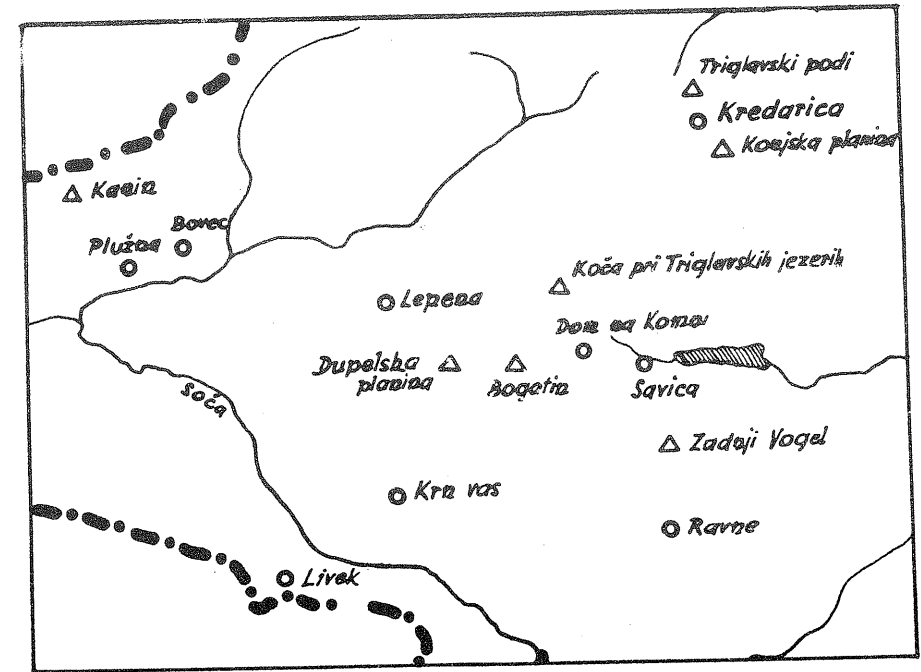 Triglavski podi
Kredarica
Konjska planina
Kanin
Bovec
Plužna
Koča pri Triglavskih jezerih
Lepena
Dom na Komni
Dupelska
planina
Bogatin
Savica
Soča
Zadnji Vogel
Krn vas
Ravne
Livek